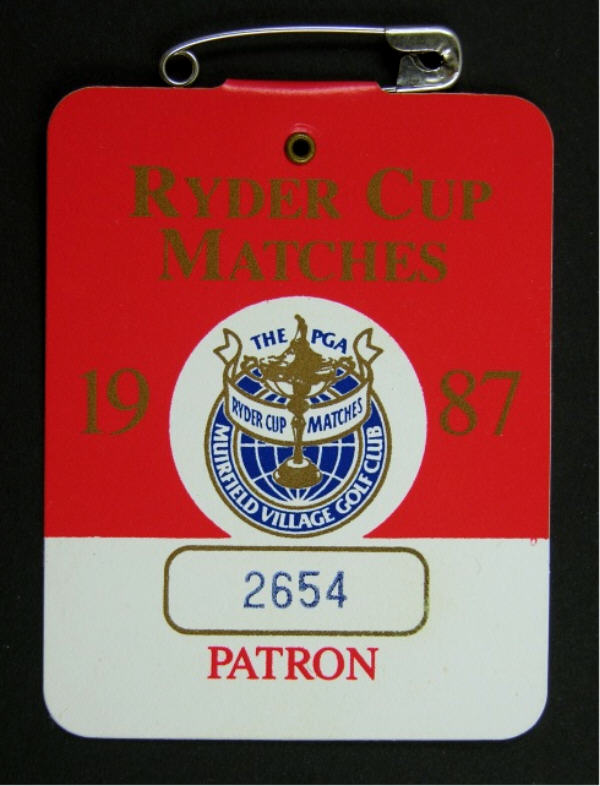 RYDER CUP
MATCHES
19 87
THE PGA
RYDER CUP MATCHES
MUIRFIELD VILLAGE GOLF CLUB
2654
PATRON